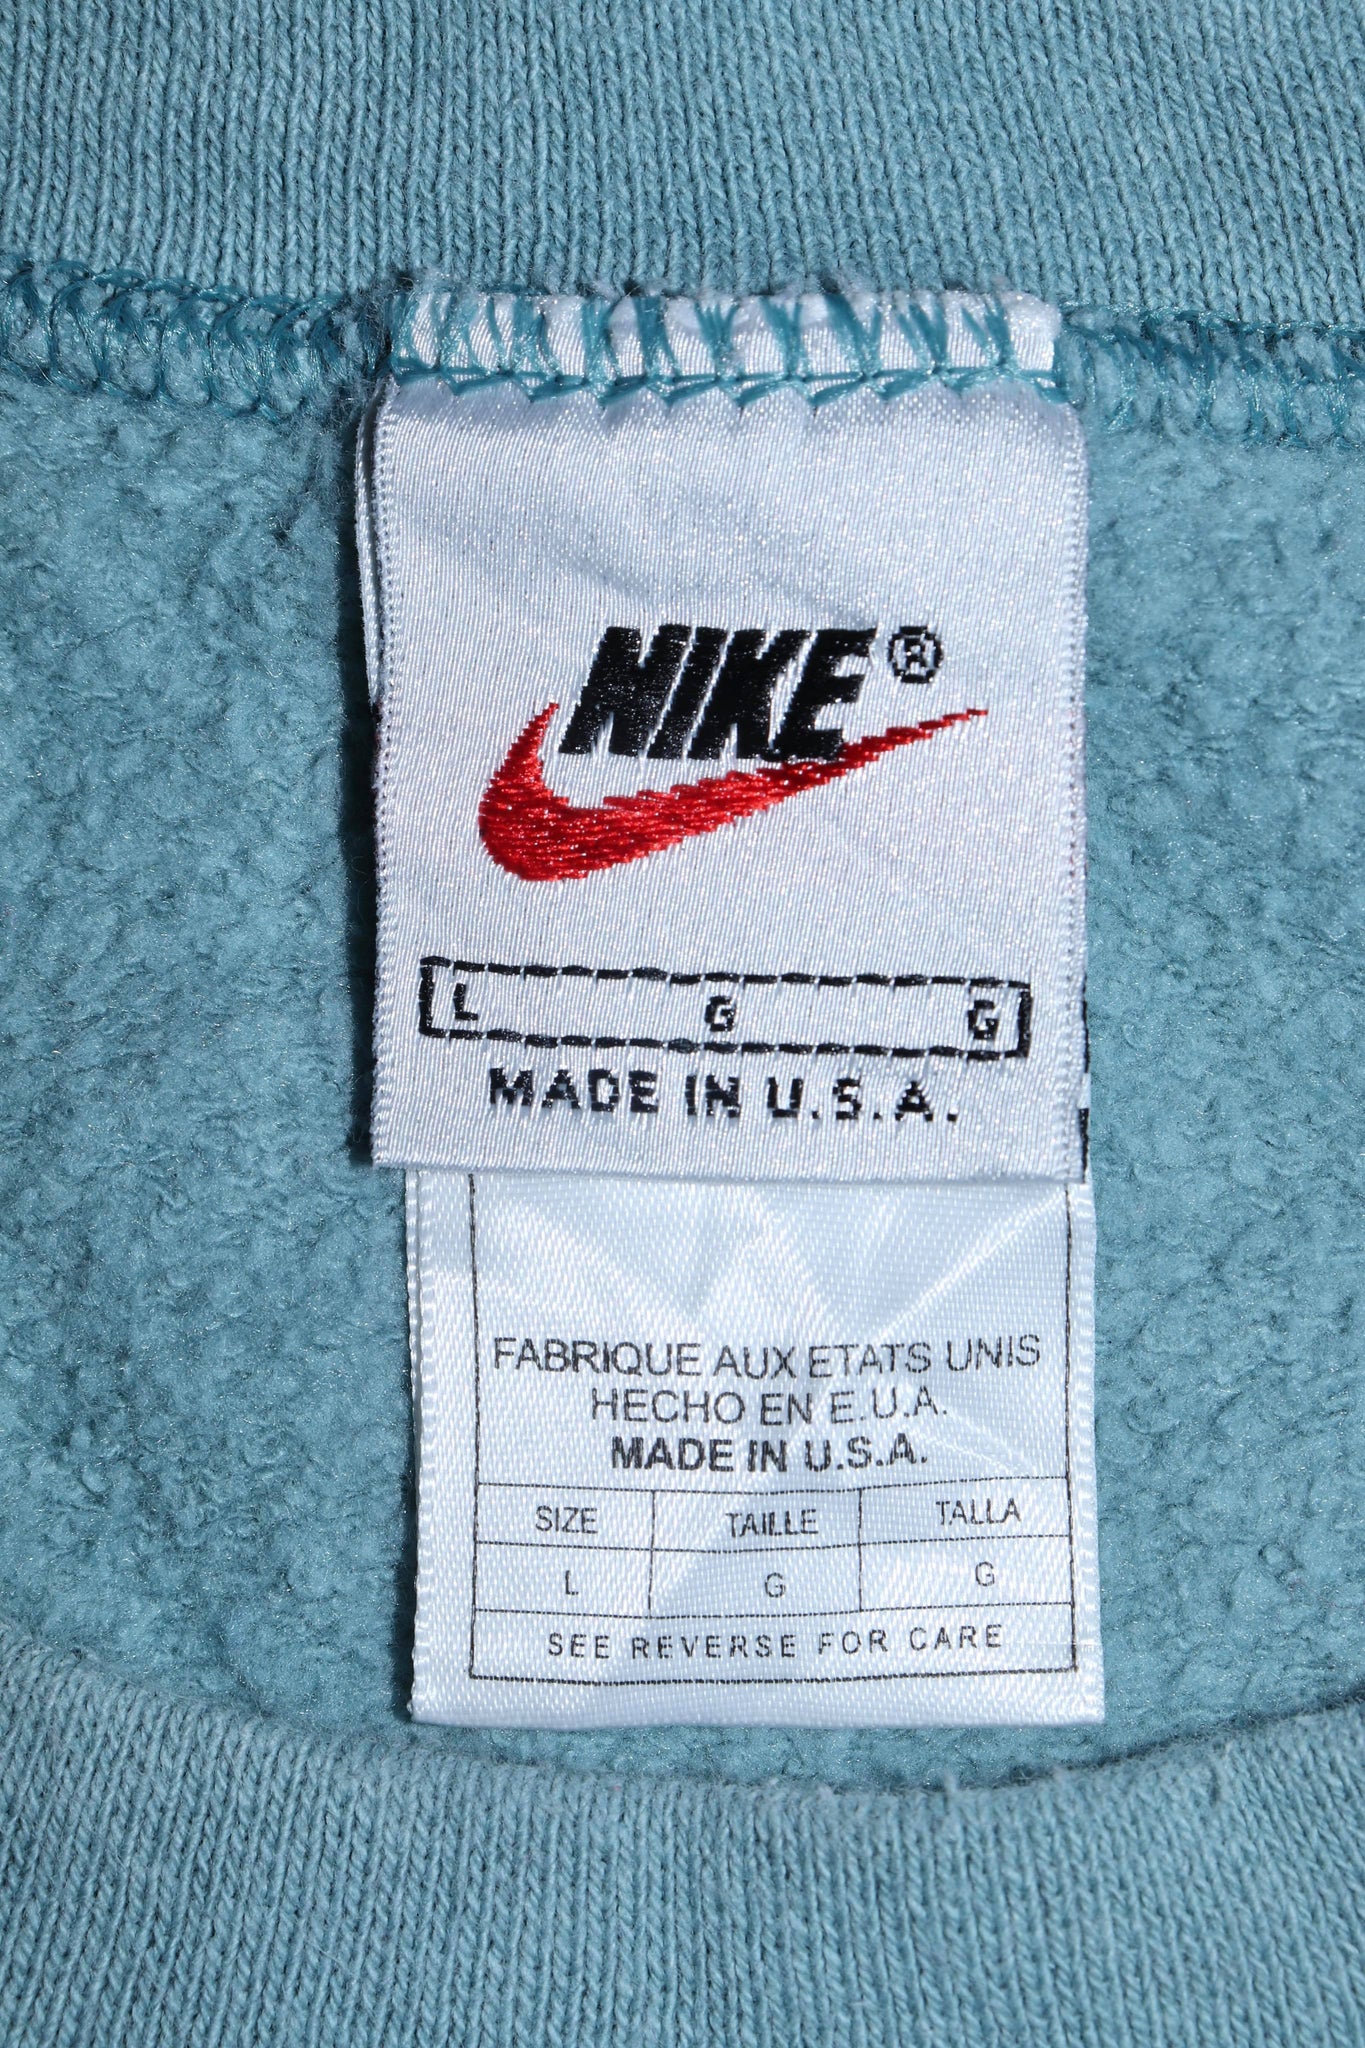 NIKE®
L G G
MADE IN U.S.A.
FABRIQUE AUX ETATS UNIS
HECHO EN E.U.A.
MADE IN U.S.A.
SIZE TAILLE TALLA
L G G
SEE REVERSE FOR CARE